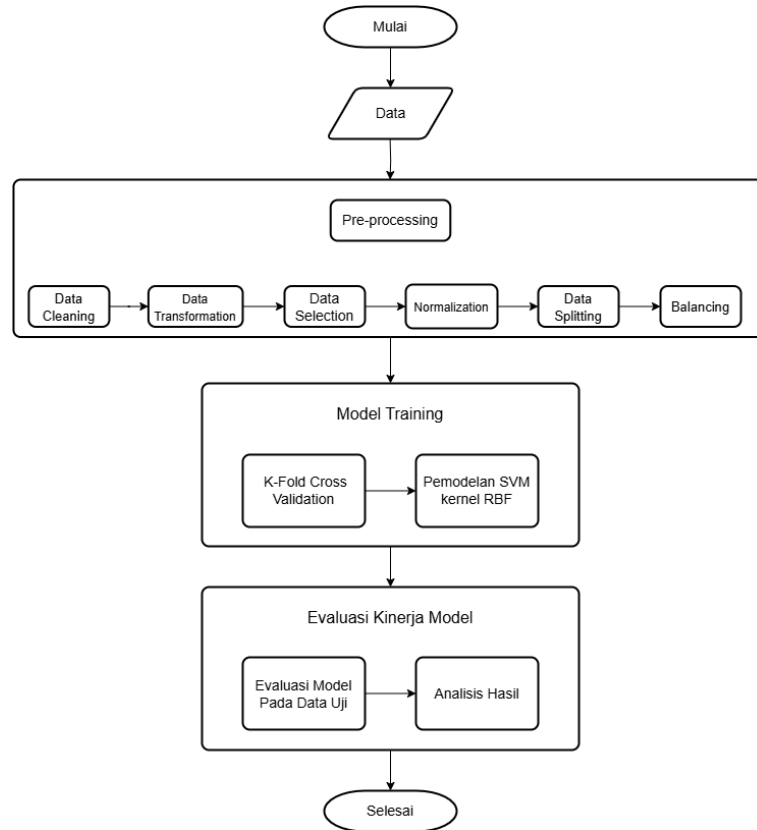 Mulai
Data
Pre-processing
Data
Cleaning
Data
Transformation
Data
Selection
Normalization
Data
Splitting
Balancing
Model Training
K-Fold Cross
Validation
Pemodelan SVM
kernel RBF
Evaluasi Kinerja Model
Evaluasi Model
Pada Data Uji
Analisis Hasil
Selesai